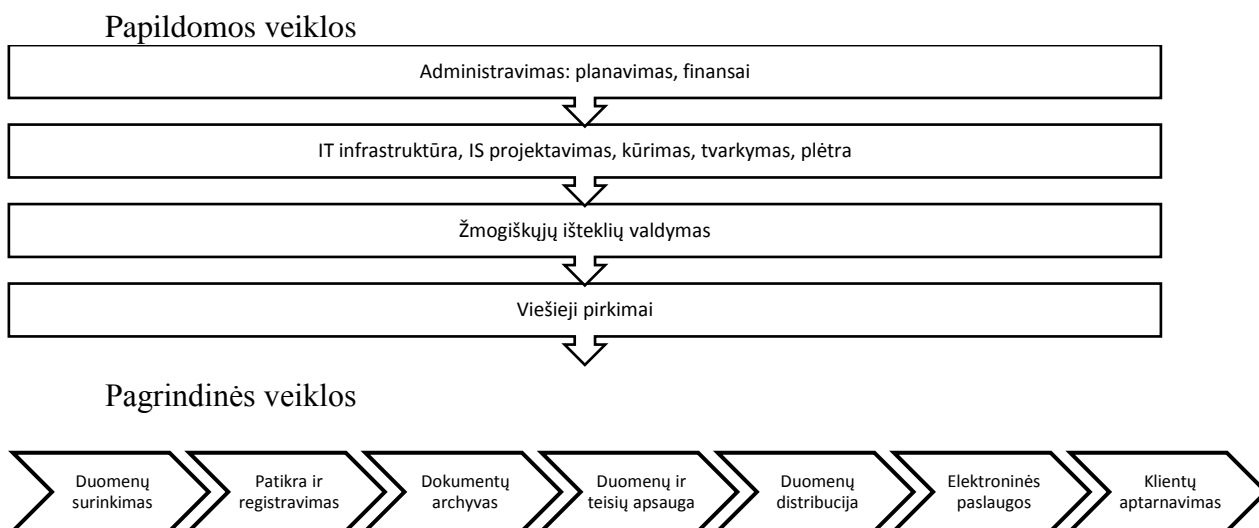 Papildomos veiklos
Administravimas: planavimas, finansai
IT infrastruktūra, IS projektavimas, kūrimas, tvarkymas, plėtra
Žmogiškųjų išteklių valdymas
Viešieji pirkimai
Pagrindinės veiklos
Duomenų
surinkimas
Patikra ir
registravimas
Dokumentų
archyvas
Duomenų ir
teisių apsauga
Duomenų
distribucija
Elektroninės
paslaugos
Klientų
aptarnavimas